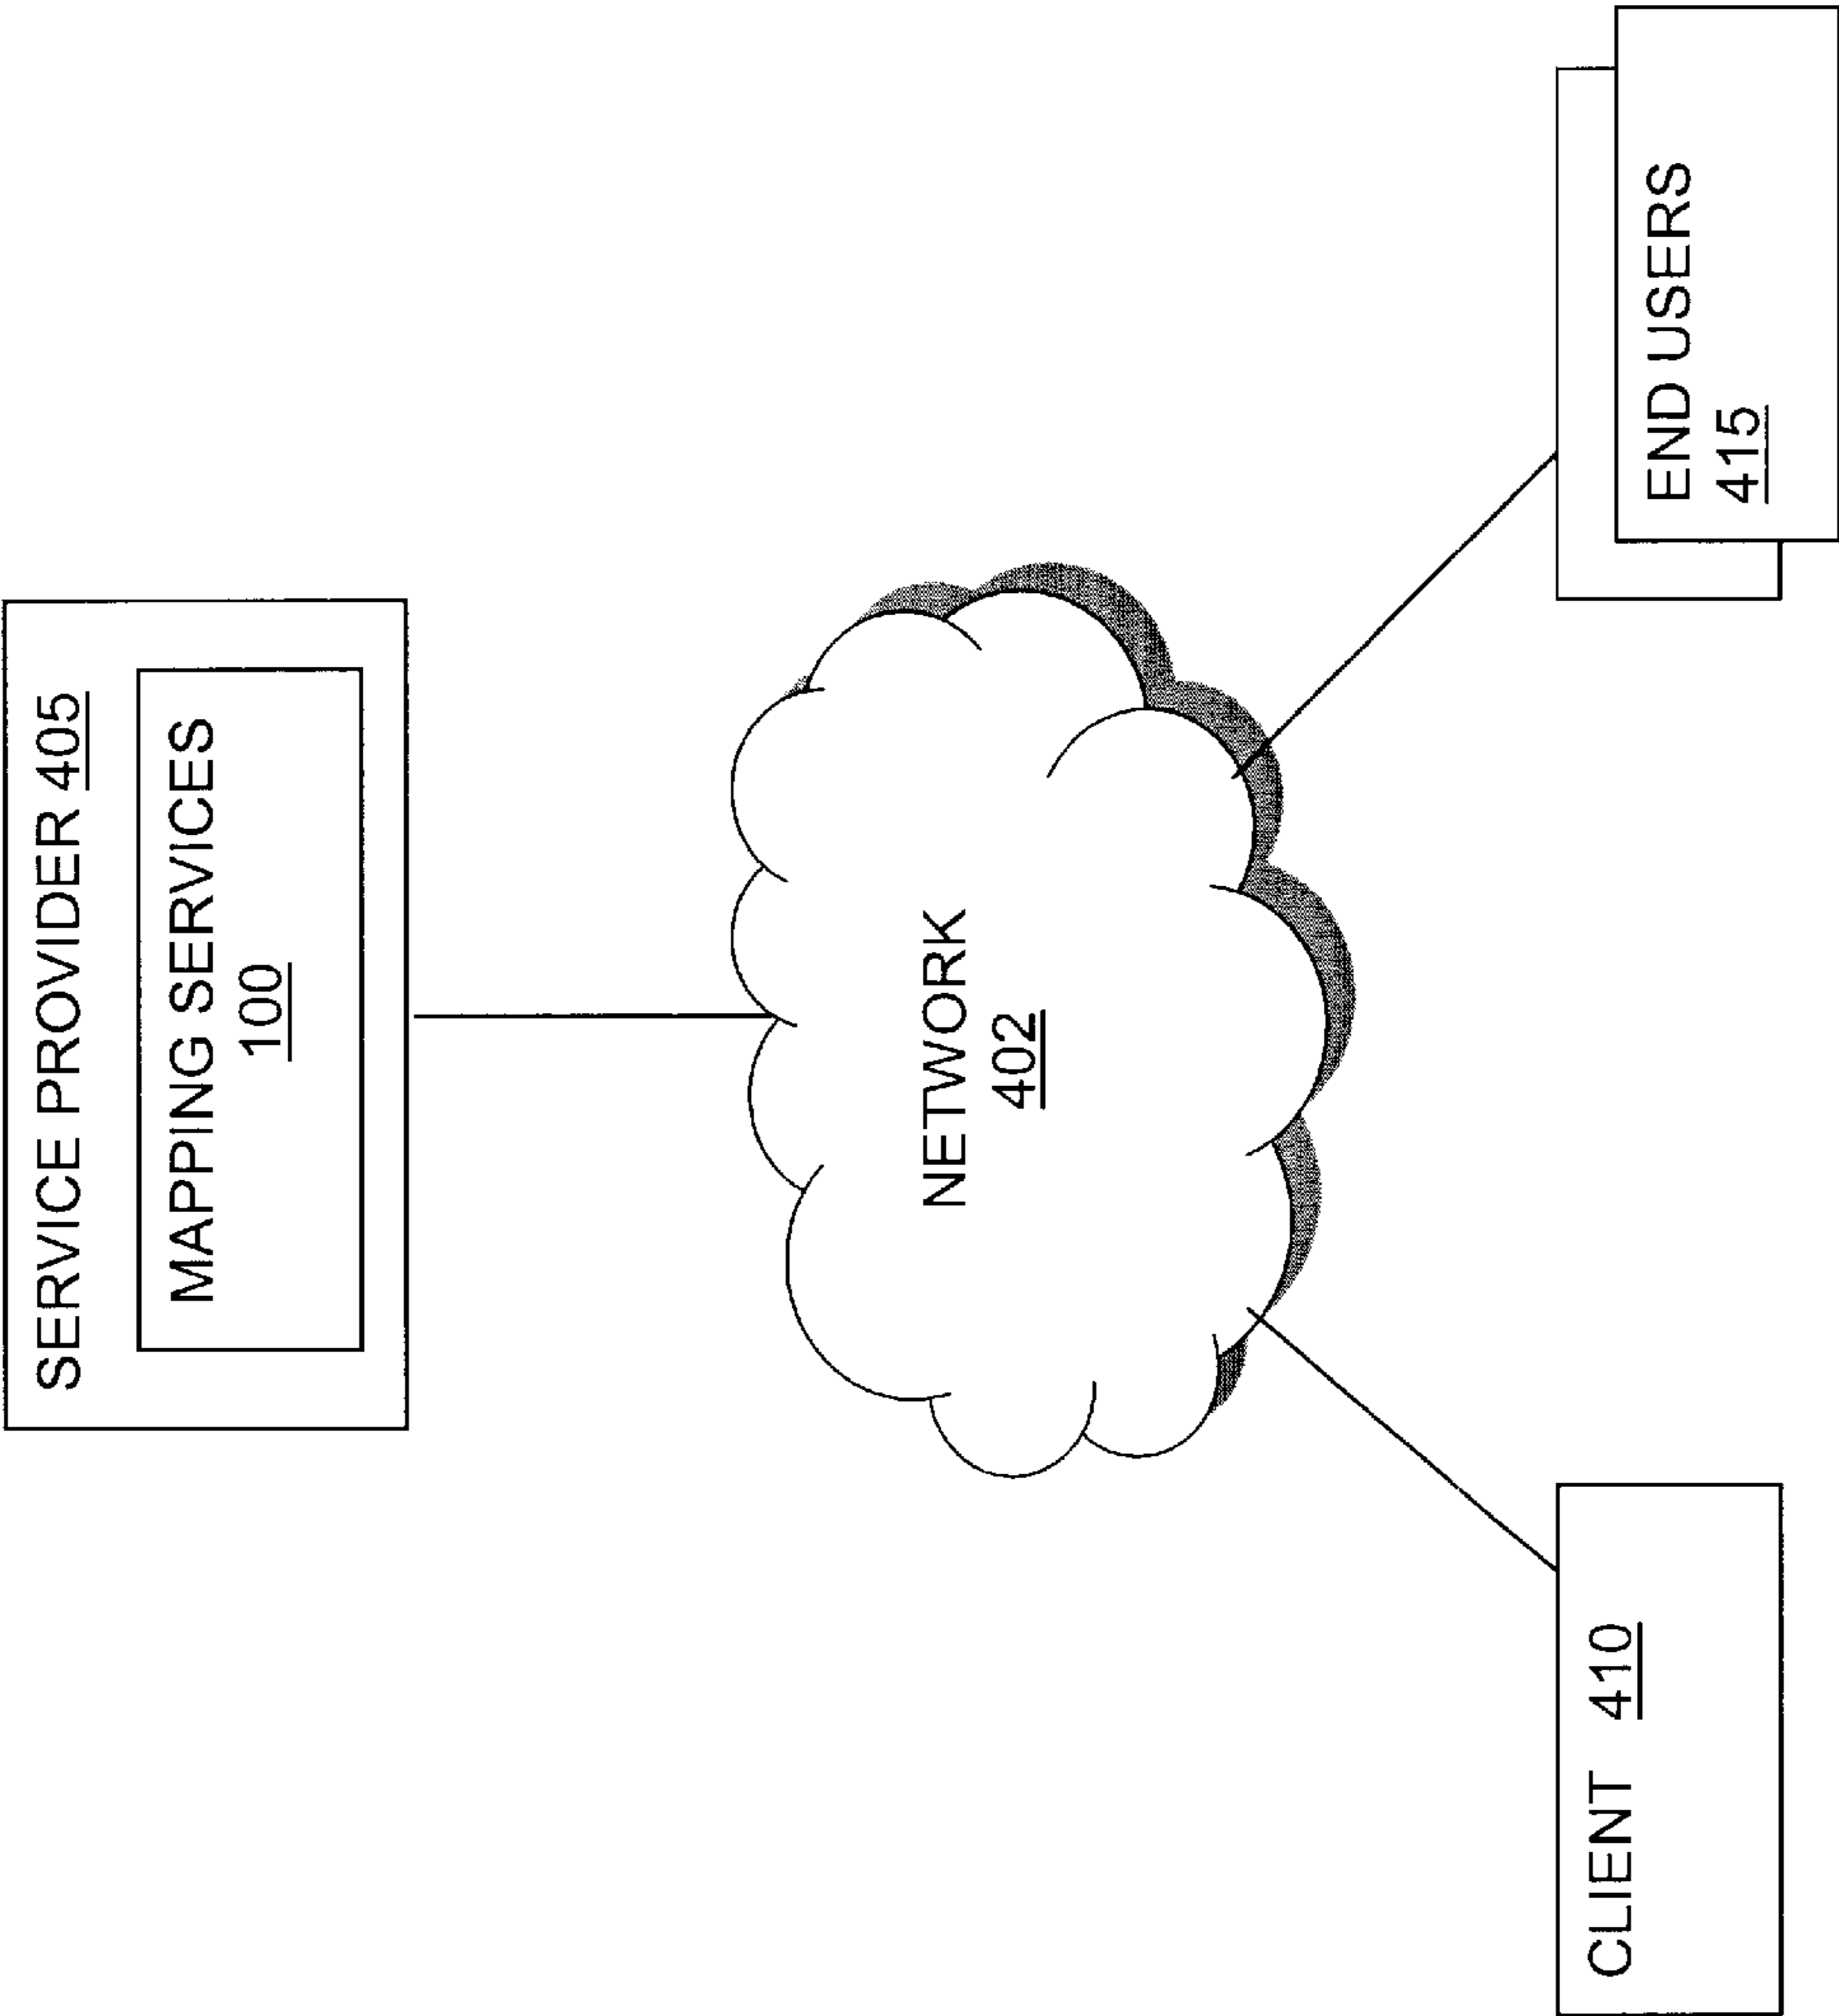 SERVICE PROVIDER 405
MAPPING SERVICES
100
NETWORK
402
CLIENT 410
END USERS
415